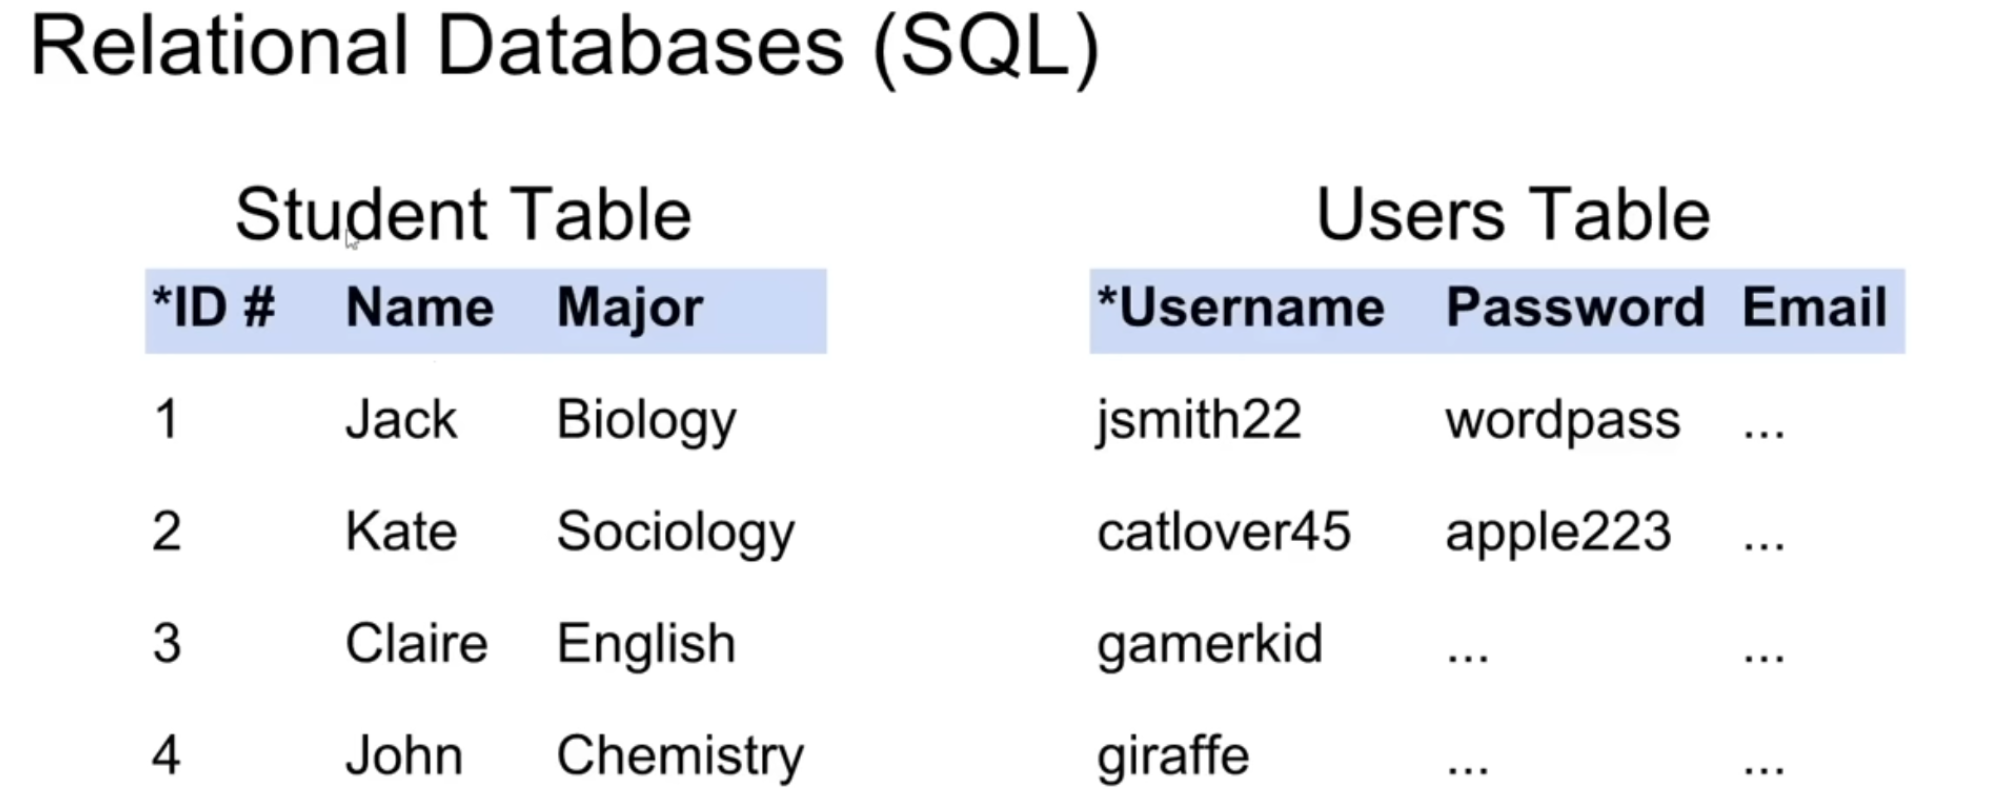 Relational Databases (SQL)
Student Table
*ID # Name Major
1 Jack Biology
2 Kate Sociology
3 Claire English
4 John Chemistry
Users Table
*Username Password Email
jsmith22 wordpass ...
catlover45 apple223 ...
gamerkid ... ...
giraffe ... ...